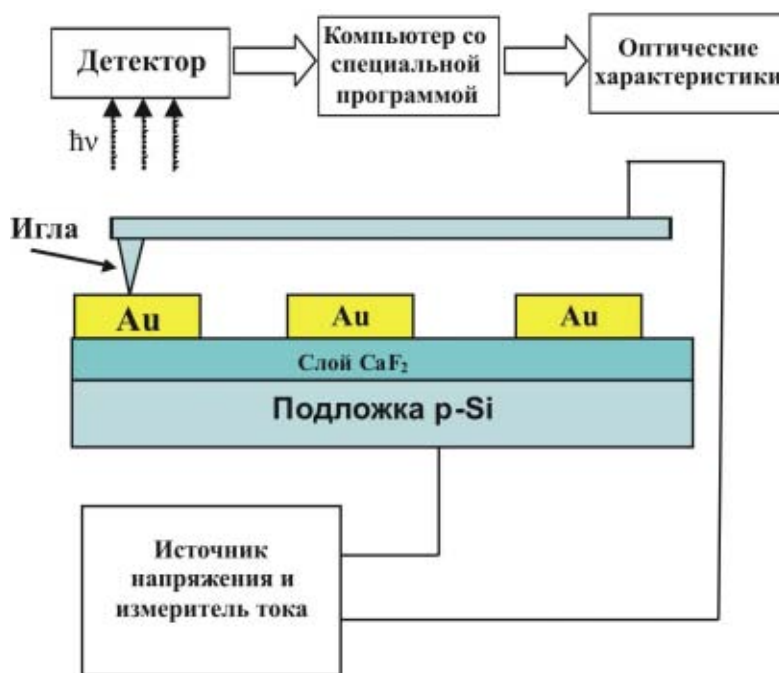 Детектор
Компьютер со
специальной
программой
Оптические
характеристики
ħν
Игла
Au
Au
Au
Слой CaF₂
Подложка p-Si
Источник
напряжения и
измеритель тока